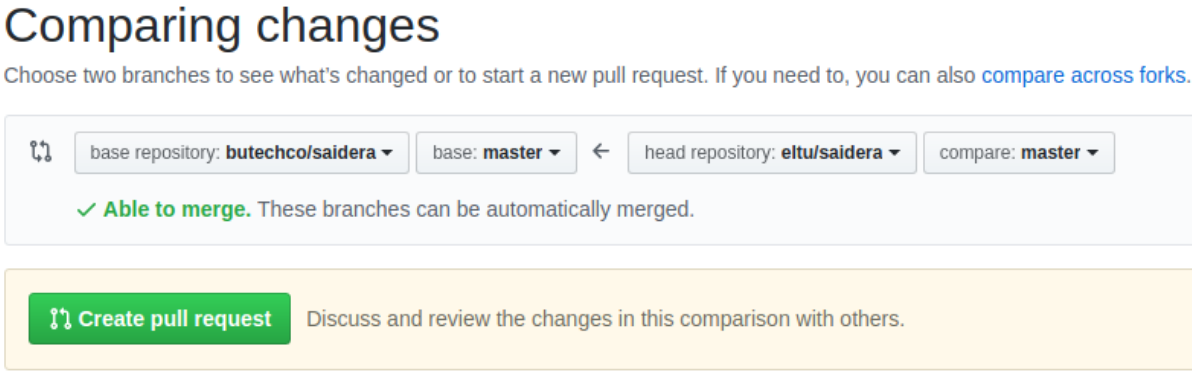 Comparing changes
Choose two branches to see what's changed or to start a new pull request. If you need to, you can also compare across forks.
base repository: butechco/saidera base: master head repository: eltu/saidera compare: master
Able to merge. These branches can be automatically merged.
Create pull request Discuss and review the changes in this comparison with others.